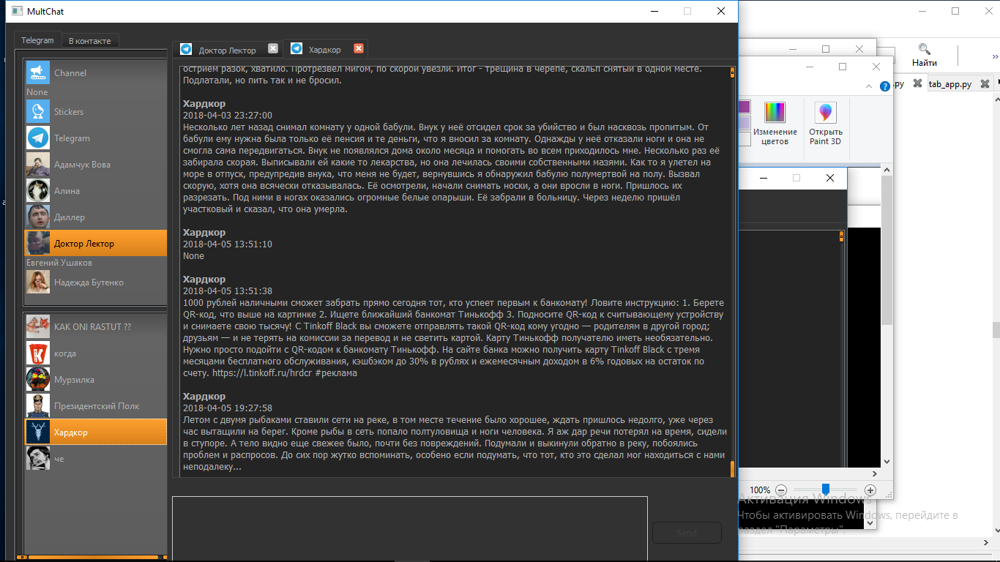 MultChat
Telegram
В контакте
Channel
None
Stickers
Telegram
Адамчук Вова
Алина
Диллер
Доктор Лектор
Евгений Ушаков
Надежда Бутенко
KAK ONI RASTUT ??
когда
Мурзилка
Президентский Полк
Хардкор
че
Доктор Лектор
Хардкор
острием разок, хватило. Протрезвел мигом, по скорой увезли. Итог - трещина в черепе, скальп снятый в одном месте.
Подлатали, но пить так и не бросил.
Хардкор
2018-04-03 23:27:00
Несколько лет назад снимал комнату у одной бабули. Внук у неё отсидел срок за убийство и был насквозь пропитым. От
бабули ему нужна была только её пенсия и те деньги, что я вносил за комнату. Однажды у неё отказали ноги и она не
смогла сама передвигаться. Внук не появлялся дома около месяца и помогать во всем приходилось мне. Несколько раз её
забирала скорая. Выписывали ей какие то лекарства, но она лечилась своими собственными мазями. Как то я улетел на
море в отпуск, предупредив внука, что меня не будет, вернувшись я обнаружил бабулю полумертвой на полу. Вызвал
скорую, хотя она всячески отказывалась. Её осмотрели, начали снимать носки, а они вросли в ноги. Пришлось их
разрезать. Под ними в ногах оказались огромные белые опарыши. Её забрали в больницу. Через неделю пришёл
участковый и сказал, что она умерла.
Хардкор
2018-04-05 13:51:10
None
Хардкор
2018-04-05 13:51:38
1000 рублей наличными сможет забрать прямо сегодня тот, кто успеет первым к банкомату! Ловите инструкцию: 1. Берете
QR-код, что выше на картинке 2. Ищете ближайший банкомат Тинькофф 3. Подносите QR-код к считывающему устройству
и снимаете свою тысячу! С Tinkoff Black вы сможете отправлять такой QR-код кому угодно — родителям в другой город;
друзьям — и не терять на комиссии за перевод и не светить картой. Карту Тинькофф получателю иметь необязательно.
Нужно просто подойти с QR-кодом к банкомату Тинькофф. На сайте банка можно получить карту Tinkoff Black с тремя
месяцами бесплатного обслуживания, кэшбэком до 30% в рублях и ежемесячным доходом в 6% годовых на остаток по
счету. https://l.tinkoff.ru/hrdcr #реклама
Хардкор
2018-04-05 19:27:58
Летом с двумя рыбаками ставили сети на реке, в том месте течение было хорошее, ждать пришлось недолго, уже через
час вытащили на берег. Кроме рыбы в сеть попало полтуловища и ноги человека. Я аж дар речи потерял на время, сидели
в ступоре. А тело видно еще свежее было, почти без повреждений. Подумали и выкинули обратно в реку, побоялись
проблем и распросов. До сих пор жутко вспоминать, особено если подумать, что тот, кто это сделал мог находиться с нами
неподалеку...
Send
Найти
.py
tab_app.py
Изменение
цветов
Открыть
Paint 3D
100%
Активация Windows
Чтобы активировать Windows, перейдите в
раздел "Параметры".